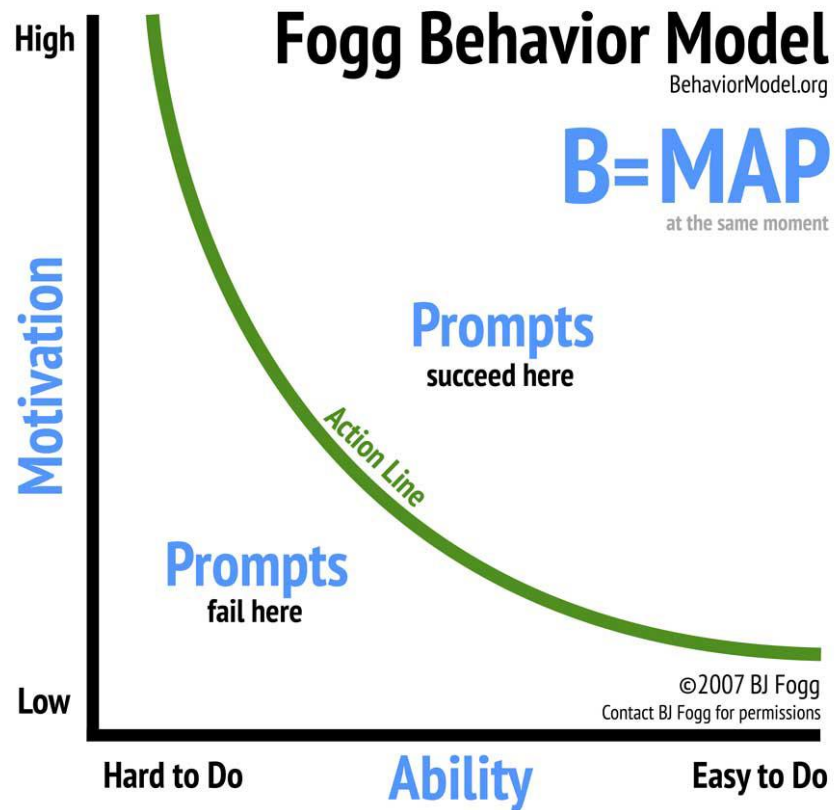 High
Fogg Behavior Model
BehaviorModel.org
B=MAP
at the same moment
Motivation
Prompts
succeed here
Action Line
Prompts
fail here
Low
©2007 BJ Fogg
Contact BJ Fogg for permissions
Hard to Do
Ability
Easy to Do